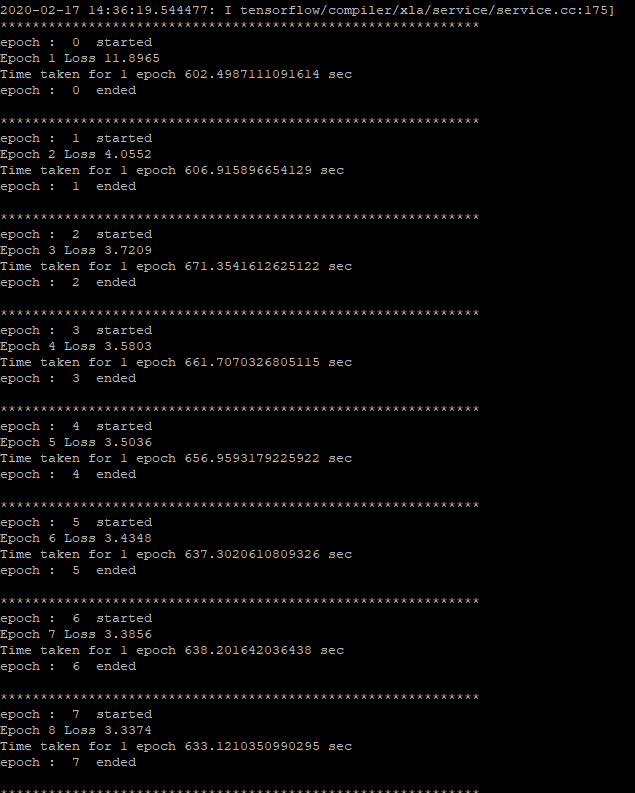 2020-02-17 14:36:19.544477: I tensorflow/compiler/xla/service/service.cc:175]
************************************************************
epoch :  0  started
Epoch 1 Loss 11.8965
Time taken for 1 epoch 602.4987111091614 sec
epoch :  0  ended
************************************************************
epoch :  1  started
Epoch 2 Loss 4.0552
Time taken for 1 epoch 606.915896654129 sec
epoch :  1  ended
************************************************************
epoch :  2  started
Epoch 3 Loss 3.7209
Time taken for 1 epoch 671.3541612625122 sec
epoch :  2  ended
************************************************************
epoch :  3  started
Epoch 4 Loss 3.5803
Time taken for 1 epoch 661.7070326805115 sec
epoch :  3  ended
************************************************************
epoch :  4  started
Epoch 5 Loss 3.5036
Time taken for 1 epoch 656.9593179225922 sec
epoch :  4  ended
************************************************************
epoch :  5  started
Epoch 6 Loss 3.4348
Time taken for 1 epoch 637.3020610809326 sec
epoch :  5  ended
************************************************************
epoch :  6  started
Epoch 7 Loss 3.3856
Time taken for 1 epoch 638.201642036438 sec
epoch :  6  ended
************************************************************
epoch :  7  started
Epoch 8 Loss 3.3374
Time taken for 1 epoch 633.1210350990295 sec
epoch :  7  ended
************************************************************